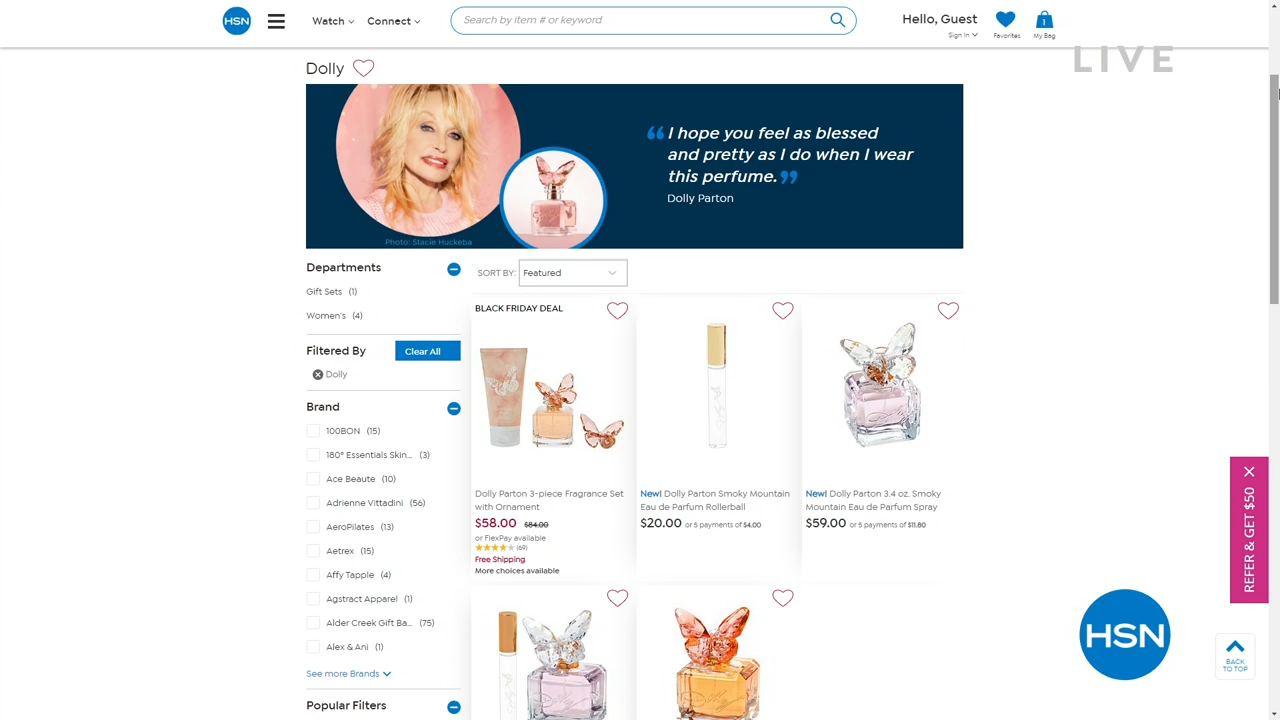 HSN
Watch
Connect
Search by item # or keyword
Hello, Guest
Sign In
Favorites
1
My Bag
LIVE
Dolly
“ I hope you feel as blessed
and pretty as I do when I wear
this perfume. ”
Dolly Parton
Photo: Stacie Huckeba
Departments
Gift Sets (1)
Women's (4)
Filtered By
Clear All
Dolly
Brand
100BON (15)
180° Essentials Skin... (3)
Ace Beaute (10)
Adrienne Vittadini (56)
AeroPilates (13)
Aetrex (15)
Affy Tapple (4)
Agstract Apparel (1)
Alder Creek Gift Ba... (75)
Alex & Ani (1)
See more Brands
Popular Filters
SORT BY: Featured
BLACK FRIDAY DEAL
Dolly Parton 3-piece Fragrance Set
with Ornament
$58.00 $84.00
or FlexPay available
(69)
Free Shipping
More choices available
New! Dolly Parton Smoky Mountain
Eau de Parfum Rollerball
$20.00 or 5 payments of $4.00
New! Dolly Parton 3.4 oz. Smoky
Mountain Eau de Parfum Spray
$59.00 or 5 payments of $11.80
REFER & GET $50
HSN
BACK
TO TOP